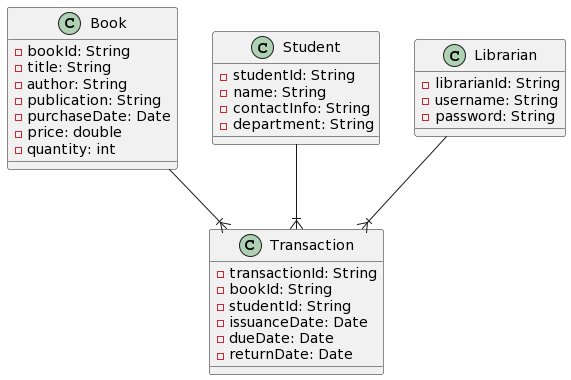 C Book
bookId: String
title: String
author: String
publication: String
purchaseDate: Date
price: double
quantity: int
C Student
studentId: String
name: String
contactInfo: String
department: String
C Librarian
librarianId: String
username: String
password: String
C Transaction
transactionId: String
bookId: String
studentId: String
issuanceDate: Date
dueDate: Date
returnDate: Date